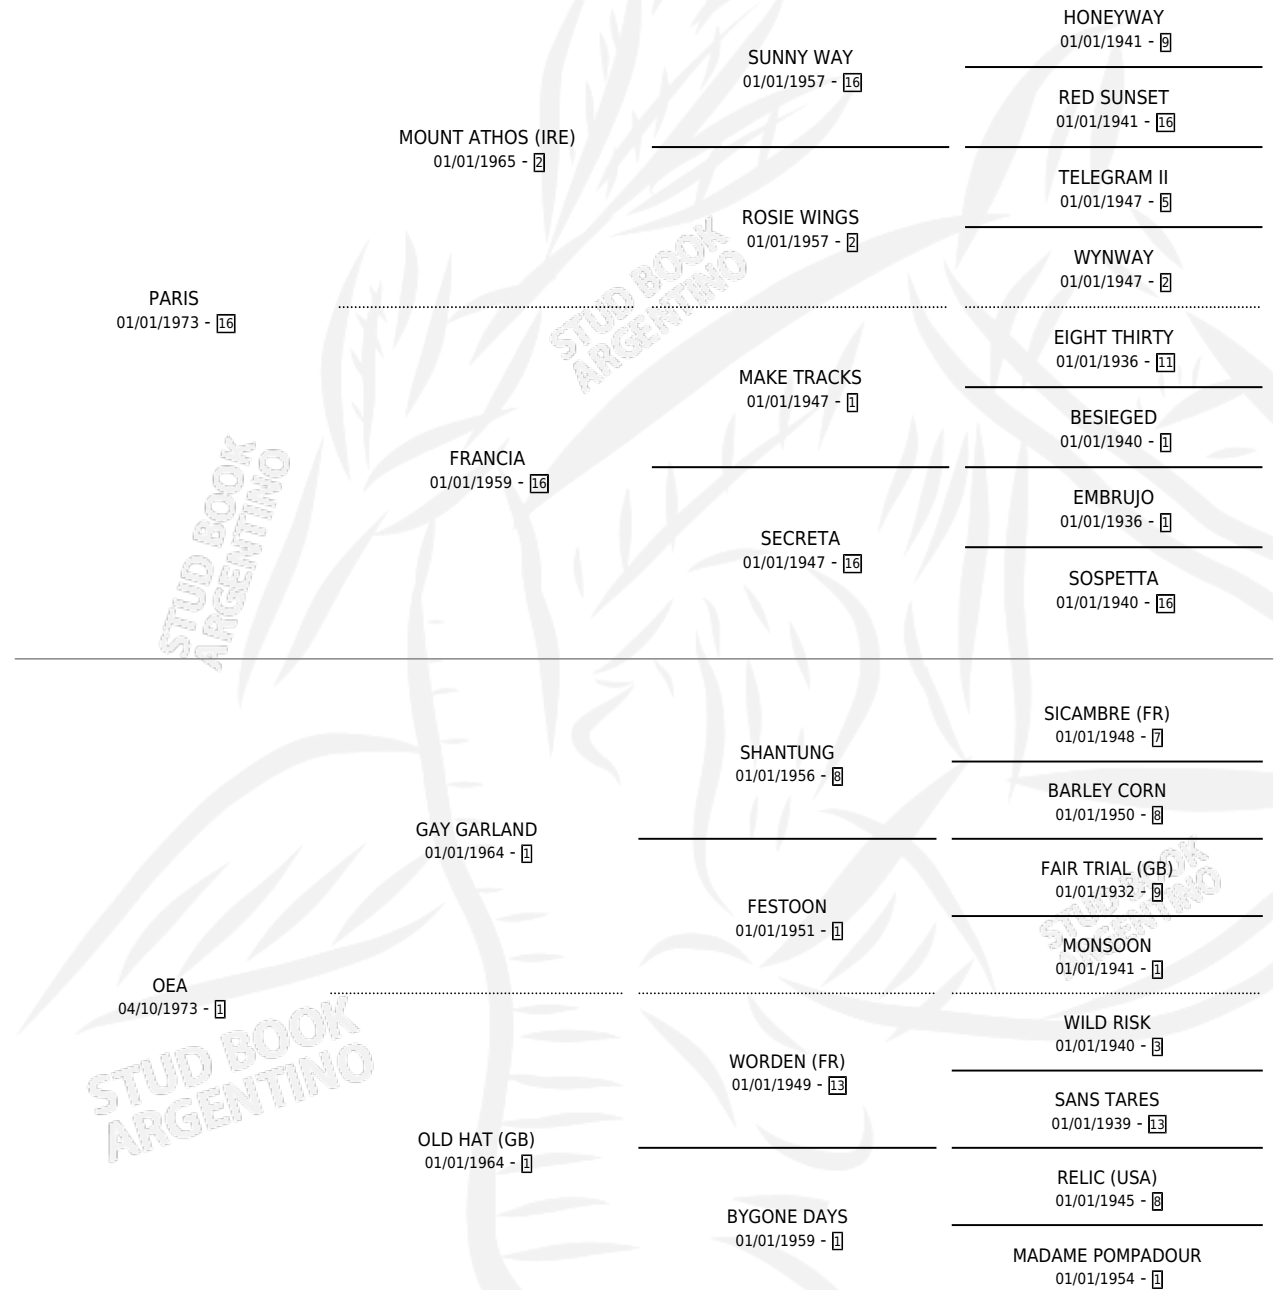 HONEYWAY
01/01/1941 - 9
SUNNY WAY
01/01/1957 - 16
RED SUNSET
01/01/1941 - 16
MOUNT ATHOS (IRE)
01/01/1965 - 2
TELEGRAM II
01/01/1947 - 5
ROSIE WINGS
01/01/1957 - 2
WYNWAY
01/01/1947 - 2
STUD BOOK
ARGENTINO
PARIS
01/01/1973 - 16
EIGHT THIRTY
01/01/1936 - 11
MAKE TRACKS
01/01/1947 - 1
BESIEGED
01/01/1940 - 1
FRANCIA
01/01/1959 - 16
EMBRUJO
01/01/1936 - 1
SECRETA
01/01/1947 - 16
SOSPETTA
01/01/1940 - 16
STUD BOOK
ARGENTINO
SICAMBRE (FR)
01/01/1948 - 7
SHANTUNG
01/01/1956 - 8
BARLEY CORN
01/01/1950 - 8
GAY GARLAND
01/01/1964 - 1
FAIR TRIAL (GB)
01/01/1932 - 9
FESTOON
01/01/1951 - 1
MONSOON
01/01/1941 - 1
STUD BOOK
ARGENTINO
OEA
04/10/1973 - 1
WILD RISK
01/01/1940 - 3
WORDEN (FR)
01/01/1949 - 13
SANS TARES
01/01/1939 - 13
STUD BOOK
ARGENTINO
OLD HAT (GB)
01/01/1964 - 1
RELIC (USA)
01/01/1945 - 8
BYGONE DAYS
01/01/1959 - 1
MADAME POMPADOUR
01/01/1954 - 1